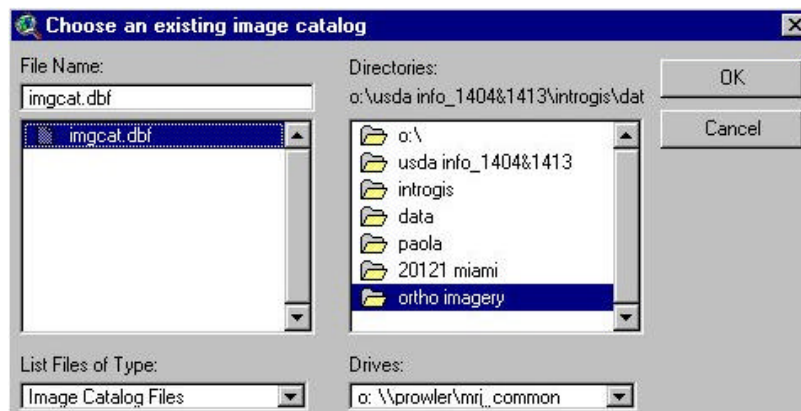 Choose an existing image catalog
File Name:
imgcat.dbf
imgcat.dbf
List Files of Type:
Image Catalog Files
Directories:
o:\usda info_1404&1413\introgis\dat
o:\
usda info_1404&1413
introgis
data
paola
20121 miami
ortho imagery
Drives:
o: \\prowler\mrj_common
OK
Cancel